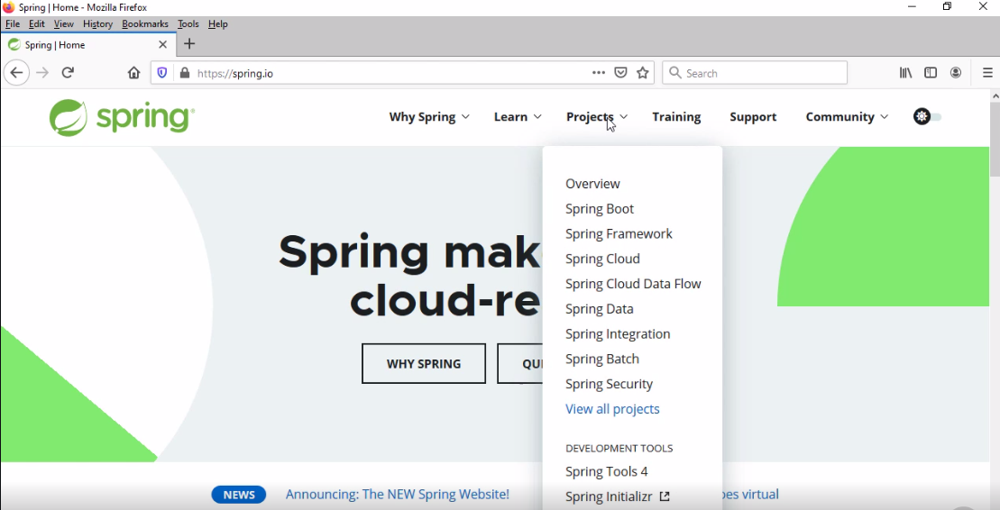 Spring | Home - Mozilla Firefox
File Edit View History Bookmarks Tools Help
Spring | Home
https://spring.io
Search
spring
Why Spring Learn Projects Training Support Community
Overview
Spring Boot
Spring Framework
Spring Cloud
Spring Cloud Data Flow
Spring Data
Spring Integration
Spring Batch
Spring Security
View all projects
DEVELOPMENT TOOLS
Spring Tools 4
Spring Initializr
Spring mak
cloud-re
WHY SPRING
QU
NEWS Announcing: The NEW Spring Website!
virtual